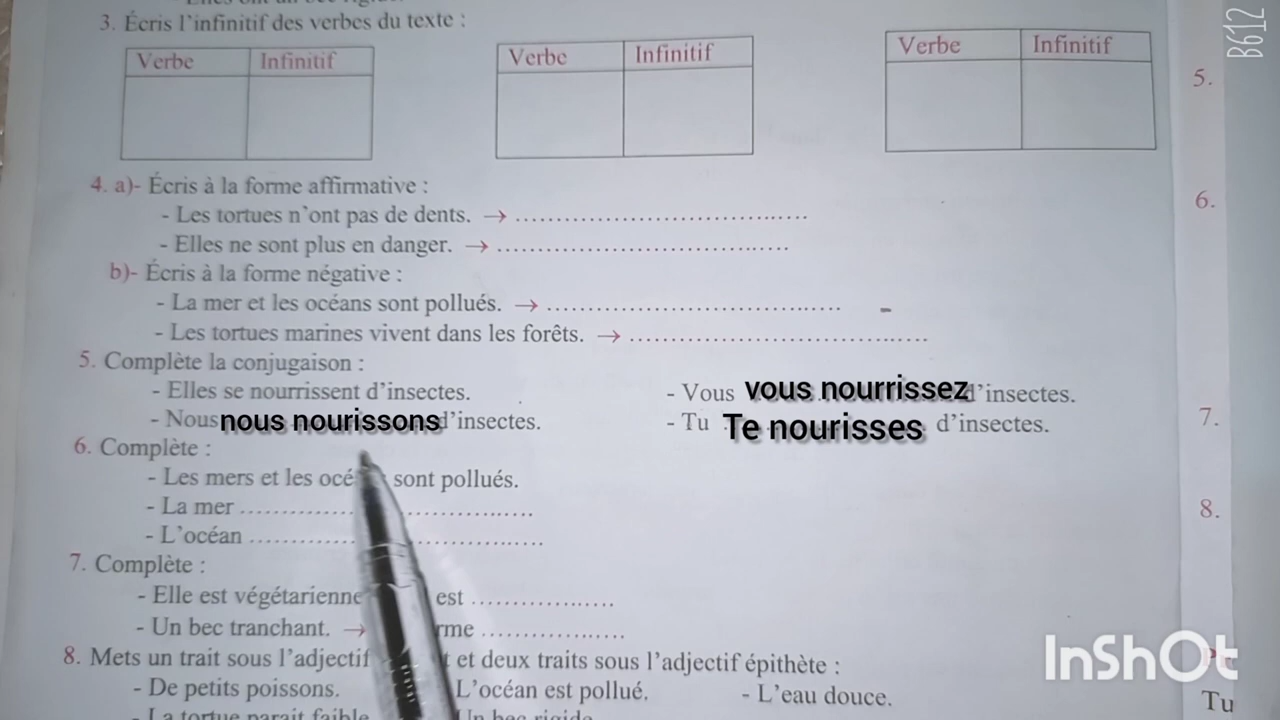 3. Écris l'infinitif des verbes du texte :
Verbe Infinitif Verbe Infinitif Verbe Infinitif
4. a)- Écris à la forme affirmative :
- Les tortues n'ont pas de dents. → ..................................
- Elles ne sont plus en danger. → ..................................
b)- Écris à la forme négative :
- La mer et les océans sont pollués. → ..................................
- Les tortues marines vivent dans les forêts. → ..................................
5. Complète la conjugaison :
- Elles se nourrissent d'insectes. - Vous vous nourrissez d'insectes.
- Nous nous nourissons d'insectes. - Tu Te nourisses d'insectes.
6. Complète :
- Les mers et les sont pollués.
- La mer ..................................
- L'océan ..................................
7. Complète :
- Elle est végétarienne est ................
- Un bec tranchant. → ................
8. Mets un trait sous l'adjectif et deux traits sous l'adjectif épithète :
- De petits poissons. L'océan est pollué. - L'eau douce.
- La tortue parait faible
5.
6.
7.
8.
Tu
B612
InShOt